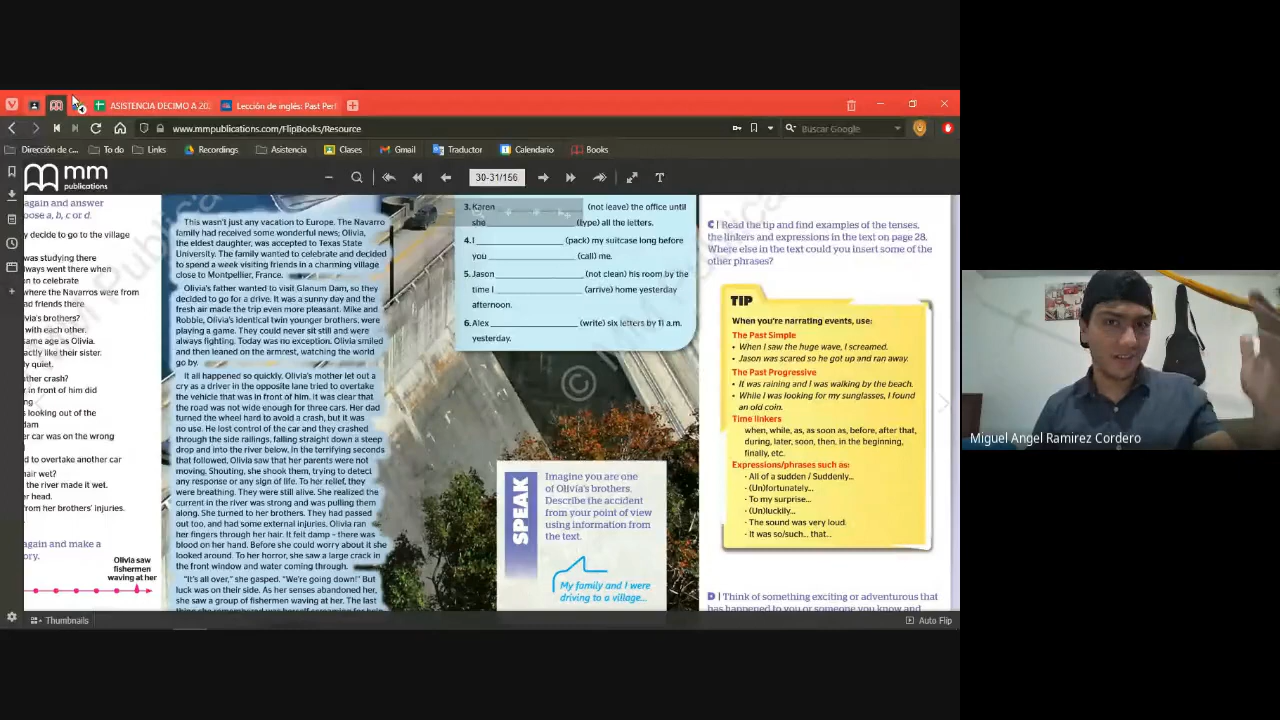 ASISTENCIA DECIMO A 202
Lección de inglés: Past Perf
www.mmpublications.com/FlipBooks/Resource
Buscar Google
Dirección de c...
To do
Links
Recordings
Asistencia
Clases
Gmail
Traductor
Calendario
Books
mm
publications
30-31/156
again and answer
oose a, b, c or d.
y decide to go to the village
was studying there
lways went there when
n to celebrate
where the Navarros were from
ad friends there
ivia's brothers?
with each other.
ame age as Olivia.
actly like their sister.
ly quiet.
ther crash?
r in front of him did
ng
s looking out of the
dam
er car was on the wrong
d to overtake another car
hair wet?
the river made it wet.
r head.
from her brothers' injuries.
again and make a
ory.
Olivia saw
fishermen
waving at her
This wasn't just any vacation to Europe. The Navarro
family had received some wonderful news; Olivia,
the eldest daughter, was accepted to Texas State
University. The family wanted to celebrate and decided
to spend a week visiting friends in a charming village
close to Montpellier, France.
Olivia's father wanted to visit Glanum Dam, so they
decided to go for a drive. It was a sunny day and the
fresh air made the trip even more pleasant. Mike and
Robbie, Olivia's identical twin younger brothers, were
playing a game. They could never sit still and were
always fighting. Today was no exception. Olivia smiled
and then leaned on the armrest, watching the world
go by.
It all happened so quickly. Olivia's mother let out a
cry as a driver in the opposite lane tried to overtake
the vehicle that was in front of him. It was clear that
the road was not wide enough for three cars. Her dad
turned the wheel hard to avoid a crash, but it was
no use. He lost control of the car and they crashed
through the side railings, falling straight down a steep
drop and into the river below. In the terrifying seconds
that followed, Olivia saw that her parents were not
moving. Shouting, she shook them, trying to detect
any response or any sign of life. To her relief, they
were breathing. They were still alive. She realized the
current in the river was strong and was pulling them
along. She turned to her brothers. They had passed
out too, and had some external injuries. Olivia ran
her fingers through her hair. It felt damp – there was
blood on her hand. Before she could worry about it she
looked around. To her horror, she saw a large crack in
the front window and water coming through.
"It's all over," she gasped. "We're going down!" But
luck was on their side. As her senses abandoned her,
she saw a group of fishermen waving at her. The last
3. Karen ____________ (not leave) the office until
she ____________ (type) all the letters.
4. I ____________ (pack) my suitcase long before
you ____________ (call) me.
5. Jason ____________ (not clean) his room by the
time I ____________ (arrive) home yesterday
afternoon.
6. Alex ____________ (write) six letters by 11 a.m.
yesterday.
SPEAK
Imagine you are one
of Olivia's brothers.
Describe the accident
from your point of view
using information from
the text.
My family and I were
driving to a village...
C | Read the tip and find examples of the tenses,
the linkers and expressions in the text on page 28.
Where else in the text could you insert some of the
other phrases?
TIP
When you're narrating events, use:
The Past Simple
• When I saw the huge wave, I screamed.
• Jason was scared so he got up and ran away.
The Past Progressive
• It was raining and I was walking by the beach.
• While I was looking for my sunglasses, I found
an old coin.
Time linkers
when, while, as, as soon as, before, after that,
during, later, soon, then, in the beginning,
finally, etc.
Expressions/phrases such as:
· All of a sudden / Suddenly...
· (Un)fortunately...
· To my surprise...
· (Un)luckily...
· The sound was very loud.
· It was so/such... that...
D | Think of something exciting or adventurous that
has happened to you or someone you know and
Thumbnails
Auto Flip
Miguel Angel Ramirez Cordero